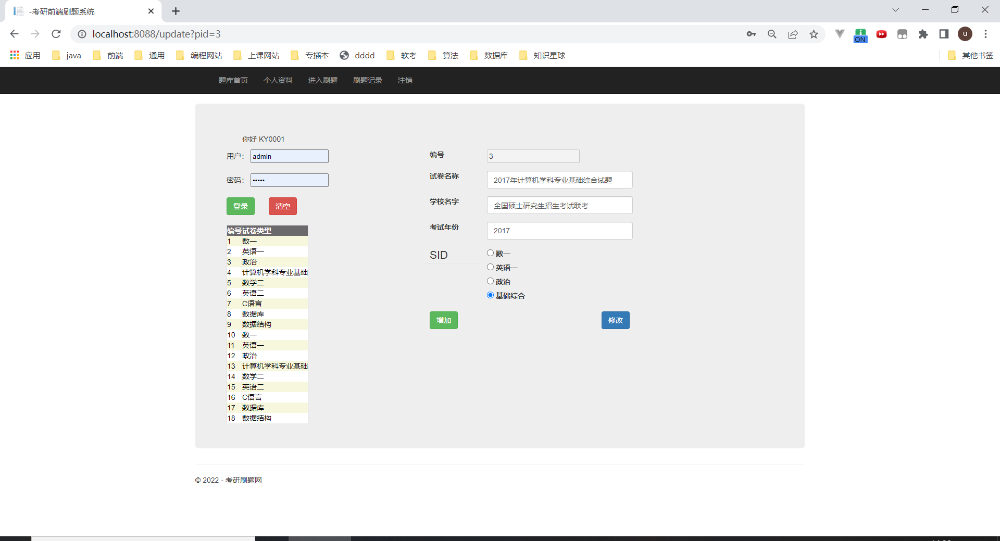 -考研前端刷题系统
localhost:8088/update?pid=3
ON
u
应用 java 前端 通用 编程网站 上课网站 专插本 dddd 软考 算法 数据库 知识星球 其他书签
题库首页 个人资料 进入刷题 刷题记录 注销
你好 KY0001
用户： admin
密码： •••••
登录 清空
编号 试卷类型
1 数一
2 英语一
3 政治
4 计算机学科专业基础
5 数学二
6 英语二
7 C语言
8 数据库
9 数据结构
10 数一
11 英语一
12 政治
13 计算机学科专业基础
14 数学二
15 英语二
16 C语言
17 数据库
18 数据结构
编号 3
试卷名称 2017年计算机学科专业基础综合试题
学校名字 全国硕士研究生招生考试联考
考试年份 2017
SID 数一
英语一
政治
基础综合
增加 修改
© 2022 - 考研刷题网